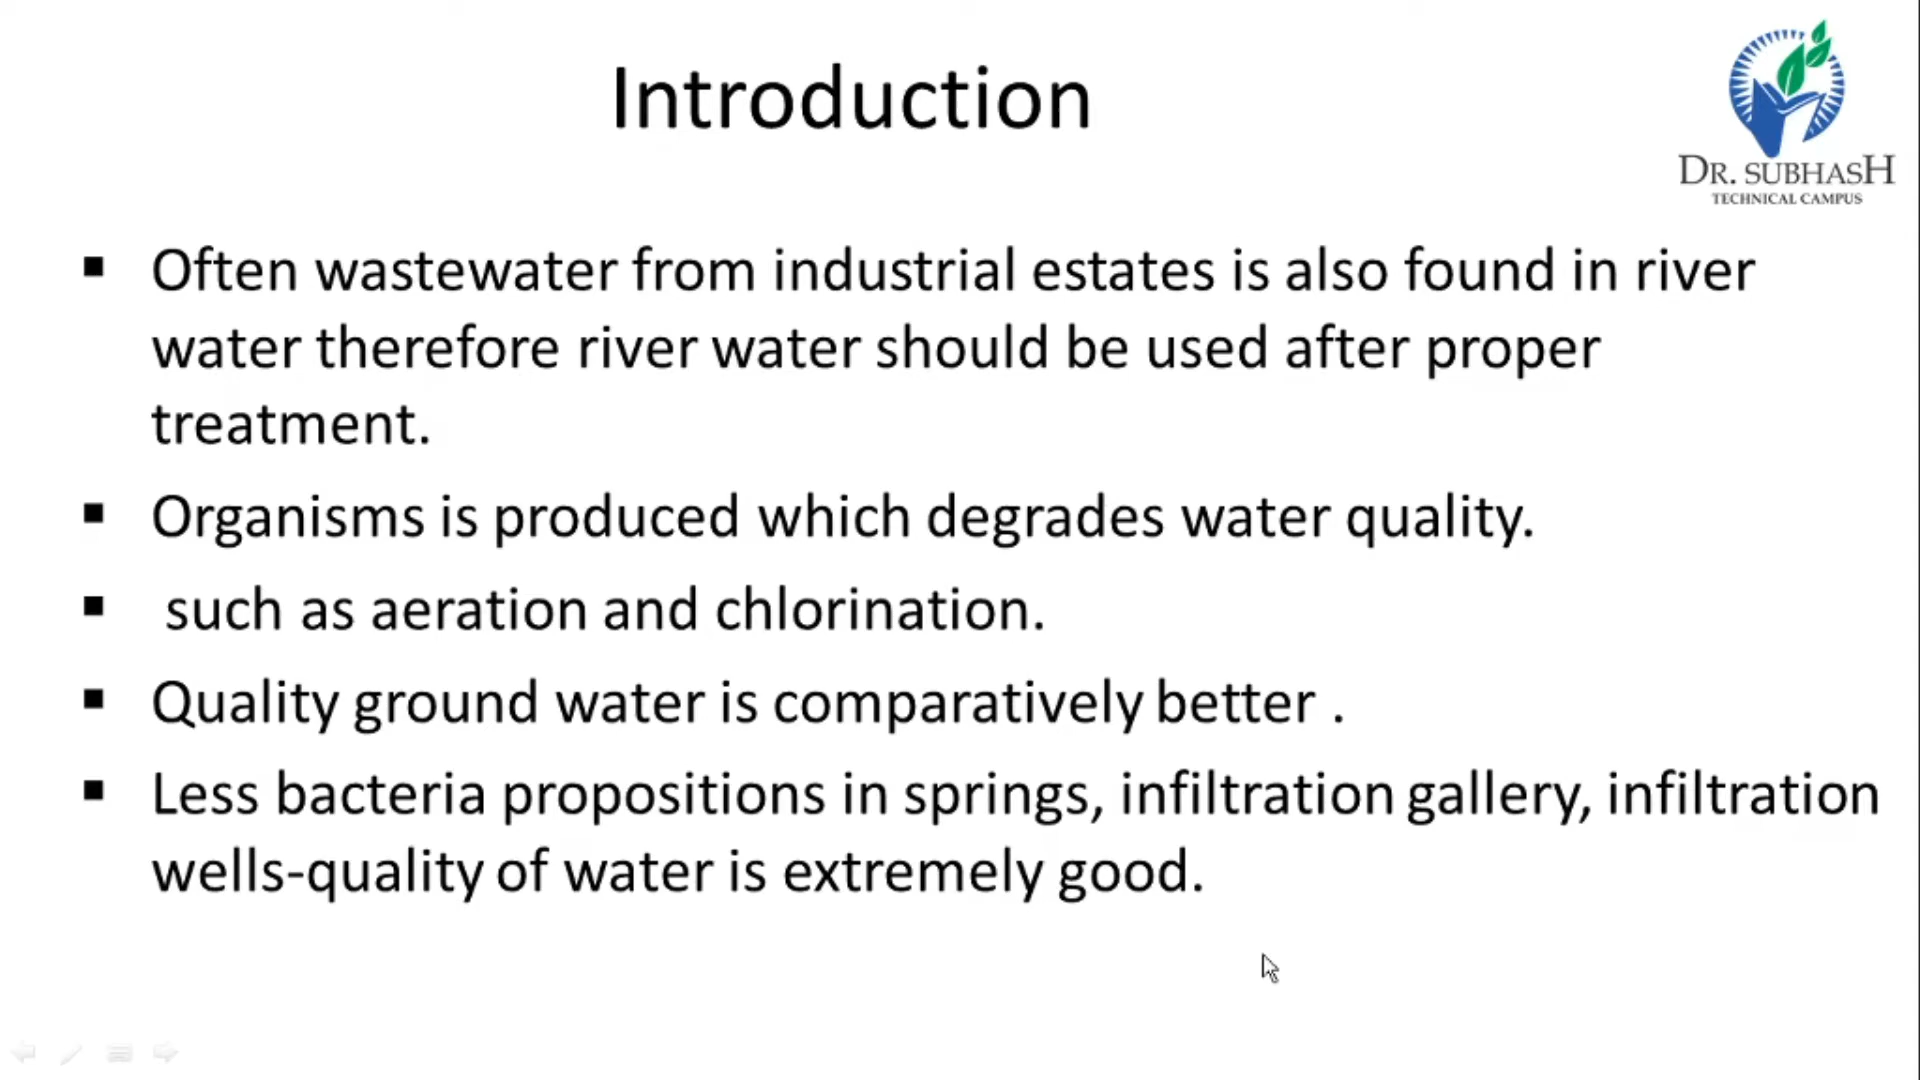 Introduction
DR. SUBHASH
TECHNICAL CAMPUS
▪ Often wastewater from industrial estates is also found in river
water therefore river water should be used after proper
treatment.
▪ Organisms is produced which degrades water quality.
▪ such as aeration and chlorination.
▪ Quality ground water is comparatively better .
▪ Less bacteria propositions in springs, infiltration gallery, infiltration
wells-quality of water is extremely good.